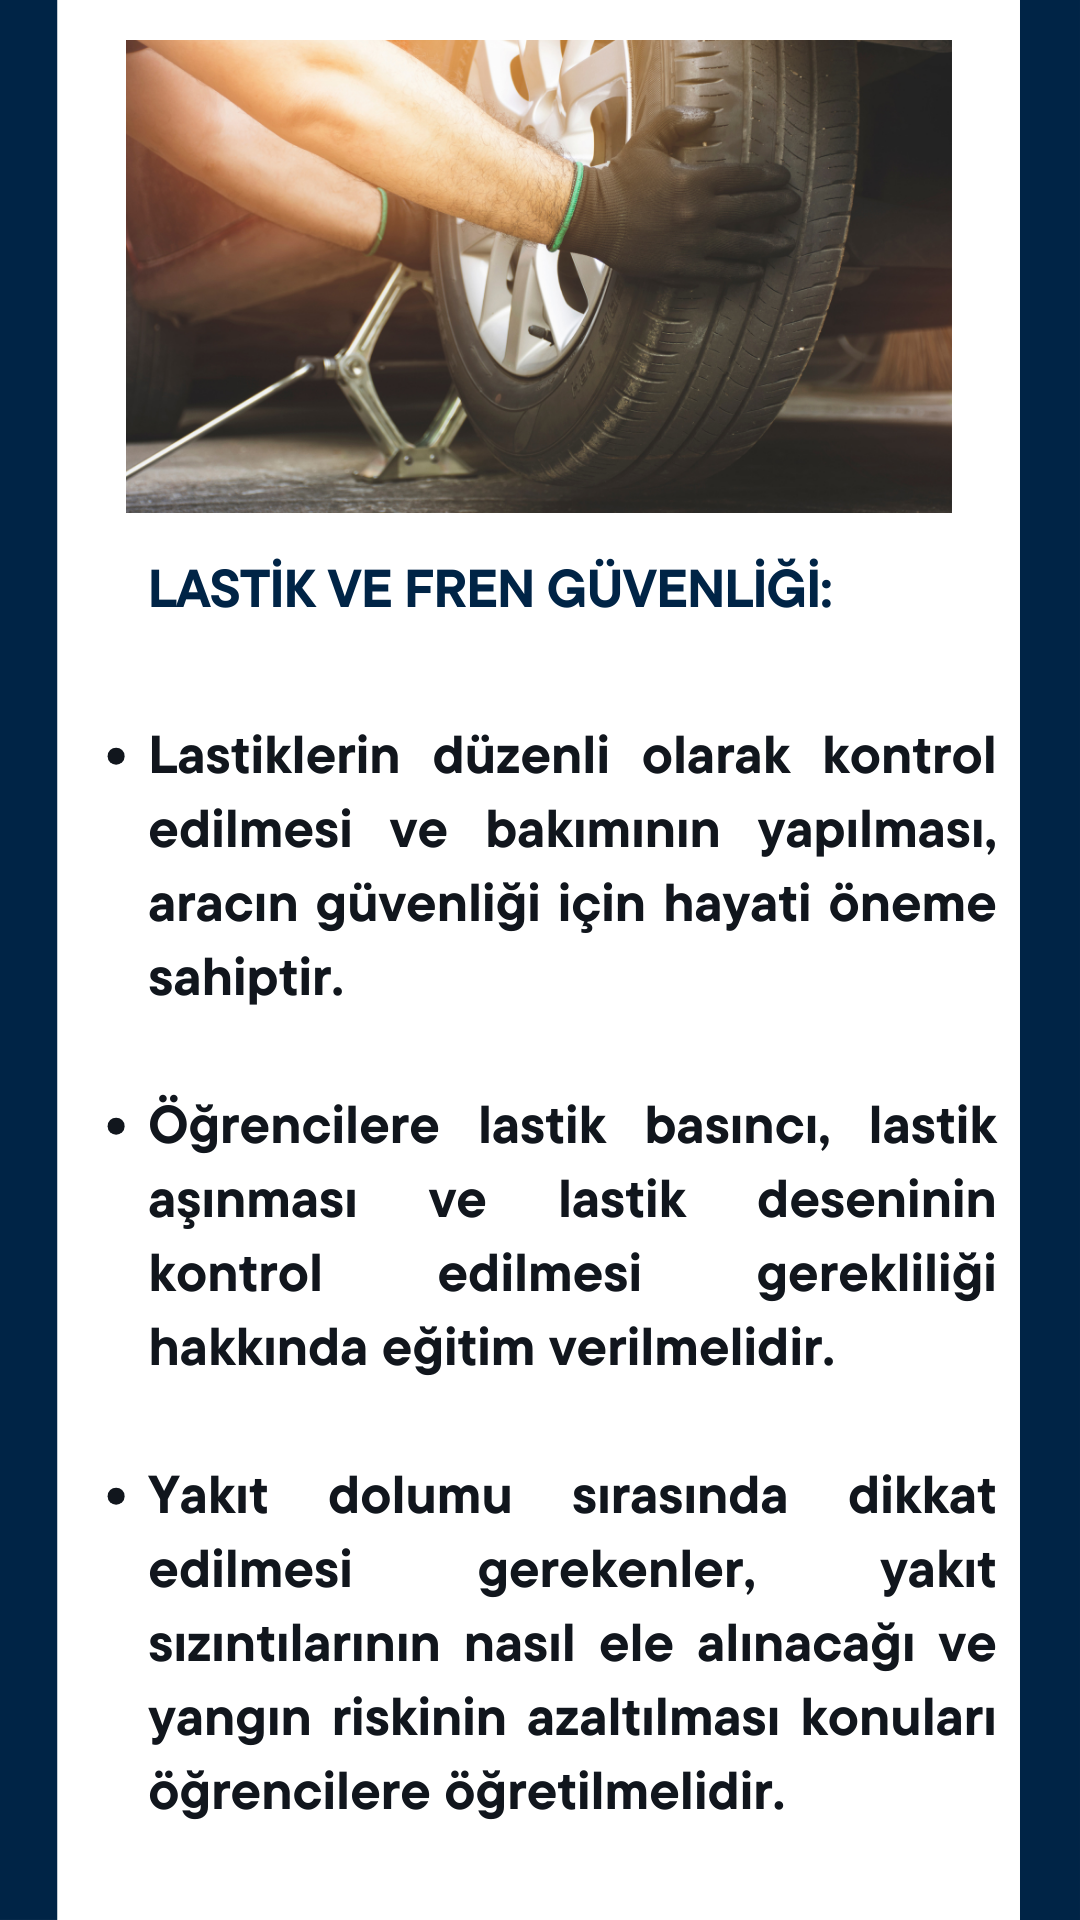 LASTİK VE FREN GÜVENLİĞİ:
• Lastiklerin düzenli olarak kontrol
edilmesi ve bakımının yapılması,
aracın güvenliği için hayati öneme
sahiptir.
• Öğrencilere lastik basıncı, lastik
aşınması ve lastik deseninin
kontrol edilmesi gerekliliği
hakkında eğitim verilmelidir.
• Yakıt dolumu sırasında dikkat
edilmesi gerekenler, yakıt
sızıntılarının nasıl ele alınacağı ve
yangın riskinin azaltılması konuları
öğrencilere öğretilmelidir.